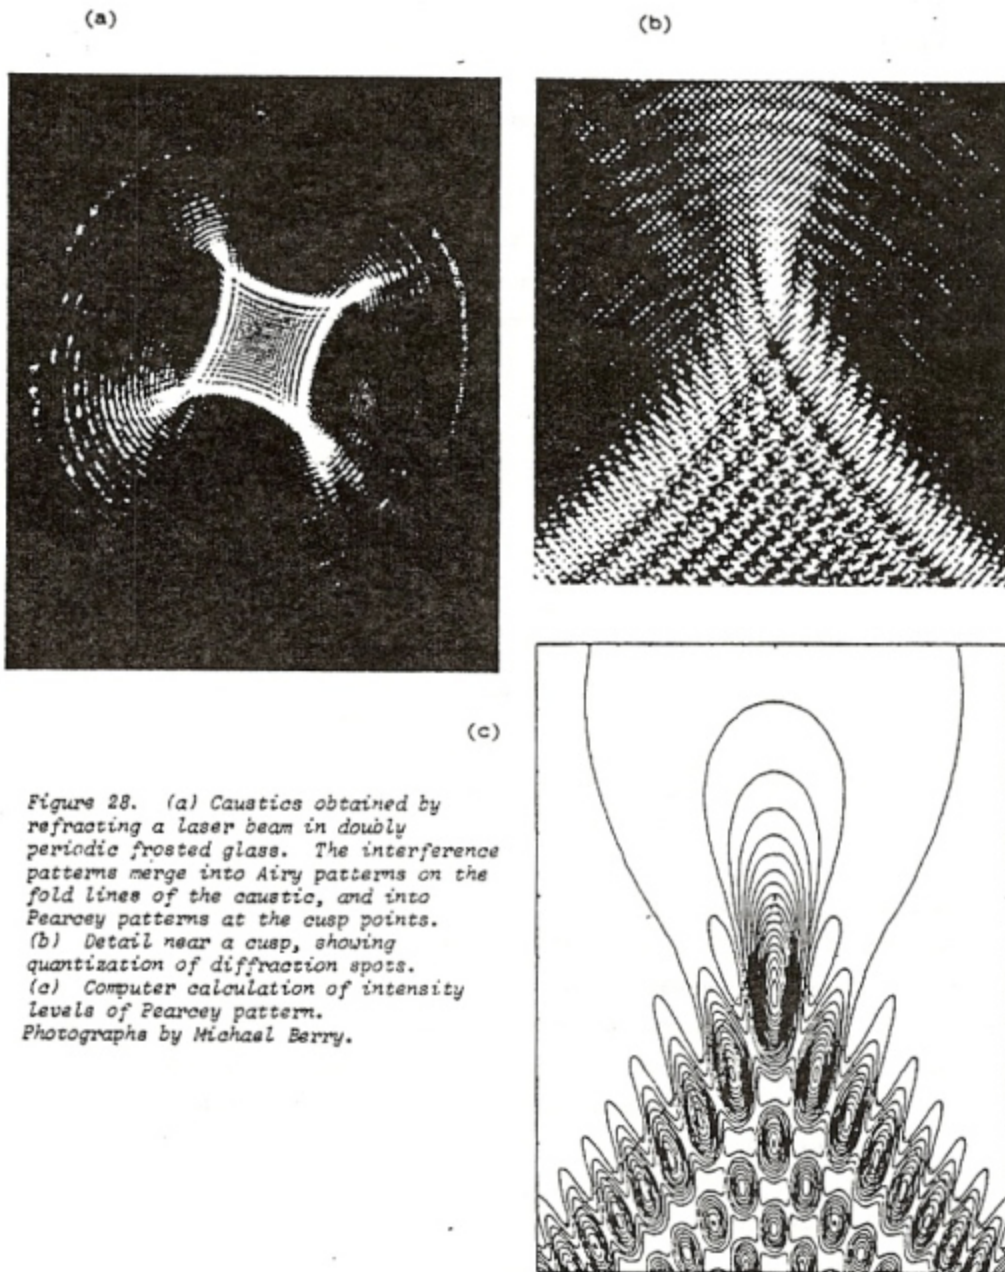 (a)
(b)
(c)
Figure 28. (a) Caustics obtained by
refracting a laser beam in doubly
periodic frosted glass. The interference
patterns merge into Airy patterns on the
fold lines of the caustic, and into
Pearcey patterns at the cusp points.
(b) Detail near a cusp, showing
quantization of diffraction spots.
(c) Computer calculation of intensity
levels of Pearcey pattern.
Photographs by Michael Berry.